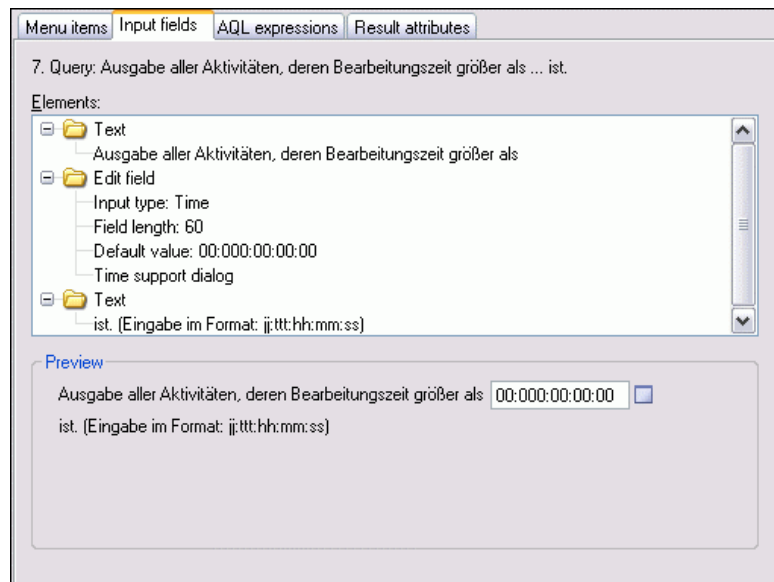 Menu items Input fields AQL expressions Result attributes
7. Query: Ausgabe aller Aktivitäten, deren Bearbeitungszeit größer als ... ist.
Elements:
Text
Ausgabe aller Aktivitäten, deren Bearbeitungszeit größer als
Edit field
Input type: Time
Field length: 60
Default value: 00:000:00:00:00
Time support dialog
Text
ist. (Eingabe im Format: jj:ttt:hh:mm:ss)
Preview
Ausgabe aller Aktivitäten, deren Bearbeitungszeit größer als 00:000:00:00:00
ist. (Eingabe im Format: jj:ttt:hh:mm:ss)